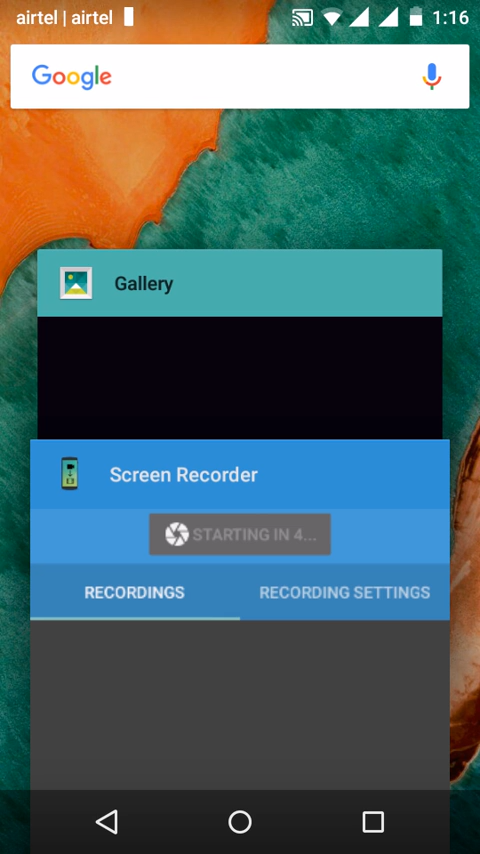 airtel | airtel
1:16
Google
Gallery
Screen Recorder
STARTING IN 4...
RECORDINGS
RECORDING SETTINGS